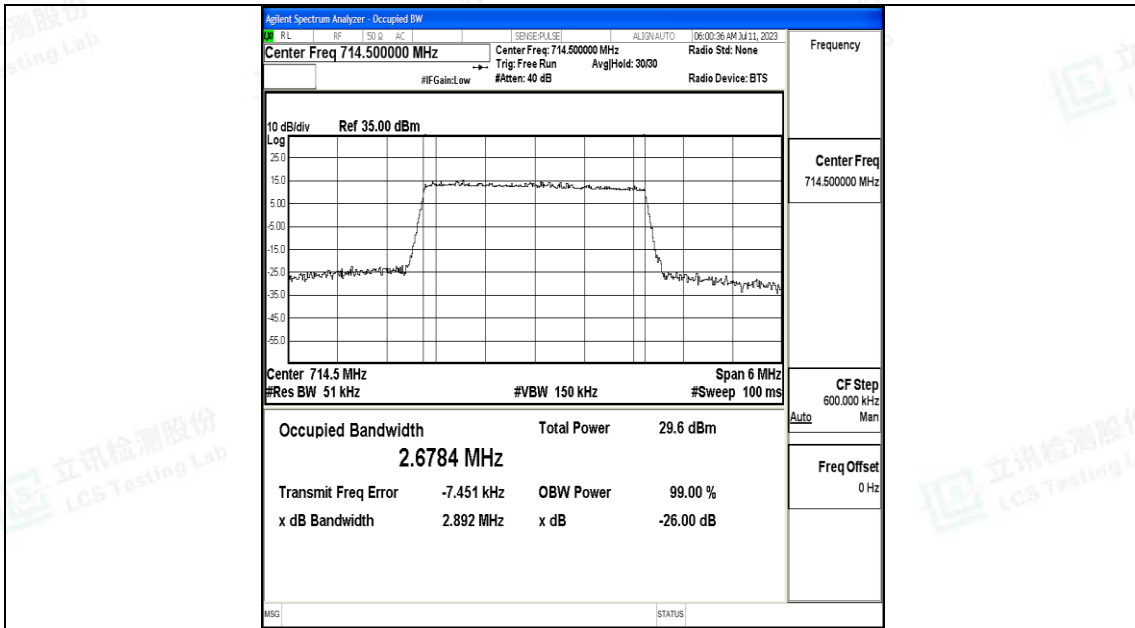 Agilent Spectrum Analyzer - Occupied BW
RL RF 50 Ω AC SENSE:PULSE ALIGN AUTO 06:00:36 AM Jul 11, 2023
Center Freq 714.500000 MHz
Center Freq: 714.500000 MHz
Radio Std: None
Trig: Free Run Avg|Hold: 30/30
#IFGain:Low
#Atten: 40 dB
Radio Device: BTS
10 dB/div Ref 35.00 dBm
Log
25.0
15.0
5.00
-5.00
-15.0
-25.0
-35.0
-45.0
-55.0
Center 714.5 MHz
Span 6 MHz
#Res BW 51 kHz
#VBW 150 kHz
#Sweep 100 ms
Occupied Bandwidth
Total Power 29.6 dBm
2.6784 MHz
Transmit Freq Error -7.451 kHz
OBW Power 99.00 %
x dB Bandwidth 2.892 MHz
x dB -26.00 dB
MSG
STATUS
Frequency
Center Freq
714.500000 MHz
CF Step
600.000 kHz
Auto Man
Freq Offset
0 Hz
立讯检测股份
LCS Testing Lab
立讯检测股份